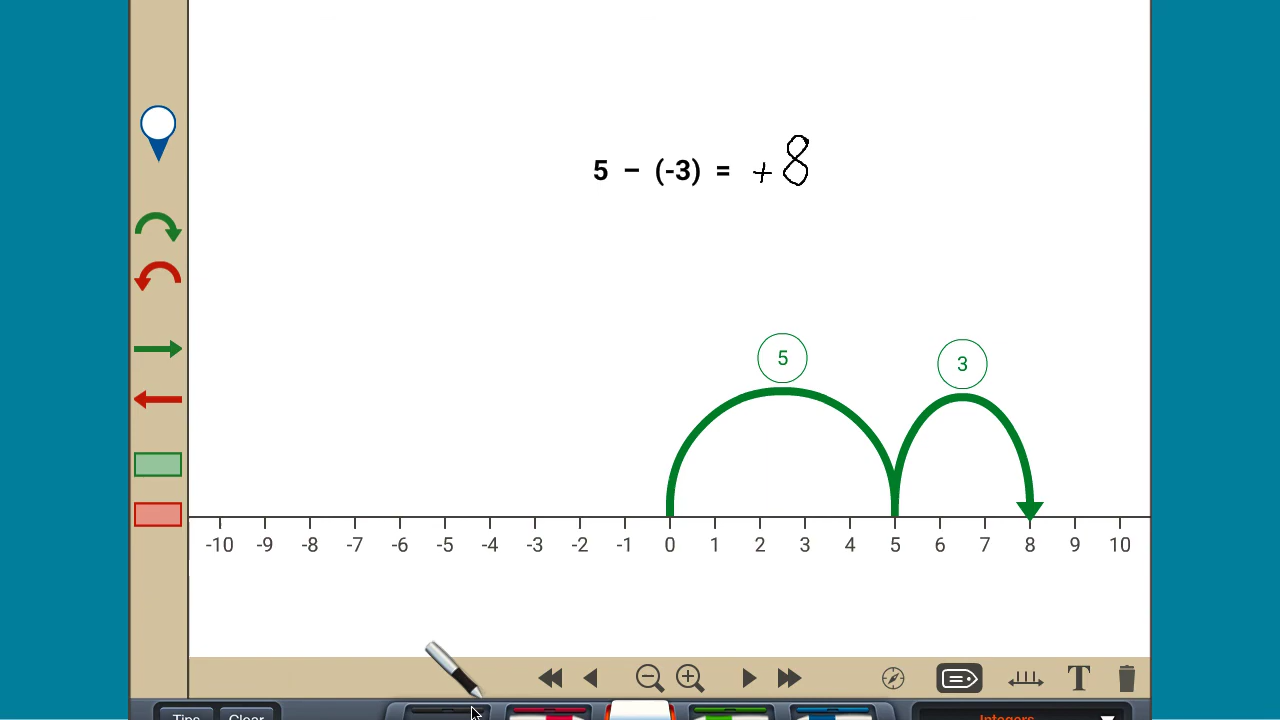 5 − (-3) = + 8
5 3
-10 -9 -8 -7 -6 -5 -4 -3 -2 -1 0 1 2 3 4 5 6 7 8 9 10
T
Tips Clear Integers